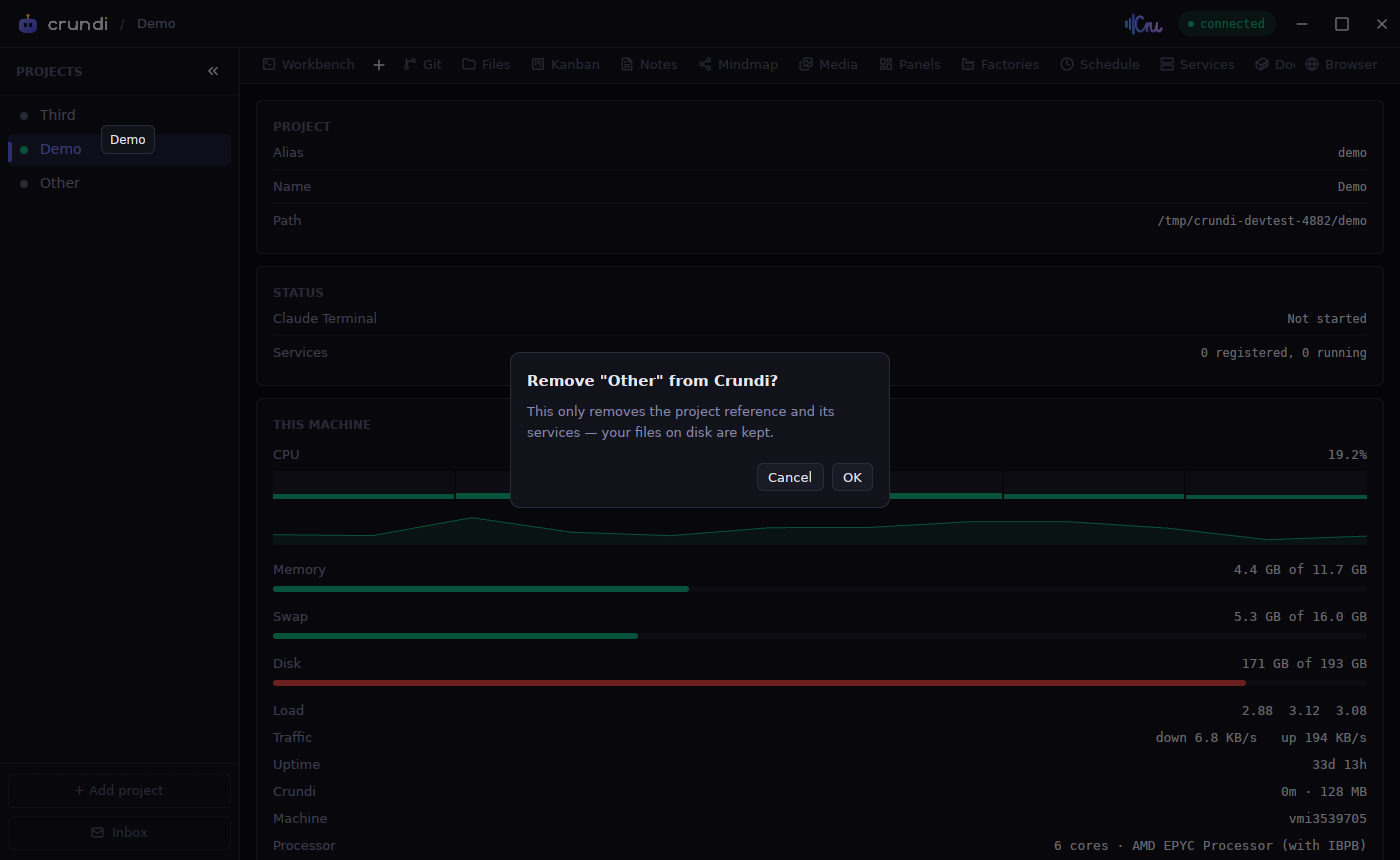 crundi / Demo
Cru
connected
PROJECTS
Workbench
Git
Files
Kanban
Notes
Mindmap
Media
Panels
Factories
Schedule
Services
Browser
Third
Demo
Demo
Other
+ Add project
Inbox
PROJECT
Alias demo
Name Demo
Path /tmp/crundi-devtest-4882/demo
STATUS
Claude Terminal Not started
Services 0 registered, 0 running
Remove "Other" from Crundi?
This only removes the project reference and its
services — your files on disk are kept.
Cancel OK
THIS MACHINE
CPU 19.2%
Memory 4.4 GB of 11.7 GB
Swap 5.3 GB of 16.0 GB
Disk 171 GB of 193 GB
Load 2.88 3.12 3.08
Traffic down 6.8 KB/s up 194 KB/s
Uptime 33d 13h
Crundi 0m · 128 MB
Machine vmi3539705
Processor 6 cores · AMD EPYC Processor (with IBPB)